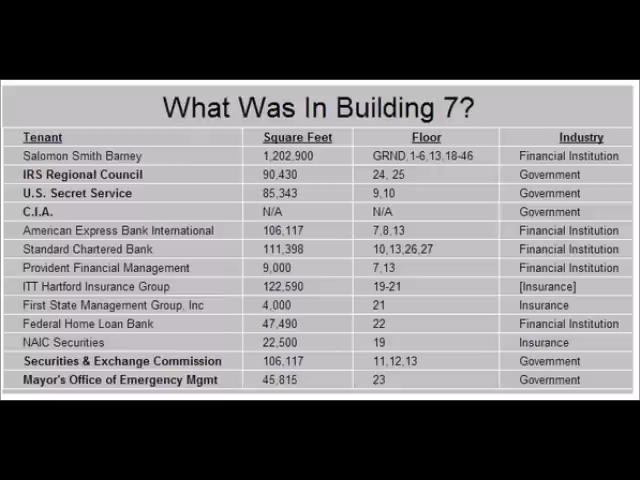 What Was In Building 7?
Tenant Square Feet Floor Industry
Salomon Smith Barney 1,202,900 GRND,1-6,13,18-46 Financial Institution
IRS Regional Council 90,430 24, 25 Government
U.S. Secret Service 85,343 9,10 Government
C.I.A. N/A N/A Government
American Express Bank International 106,117 7,8,13 Financial Institution
Standard Chartered Bank 111,398 10,13,26,27 Financial Institution
Provident Financial Management 9,000 7,13 Financial Institution
ITT Hartford Insurance Group 122,590 19-21 [Insurance]
First State Management Group, Inc 4,000 21 Insurance
Federal Home Loan Bank 47,490 22 Financial Institution
NAIC Securities 22,500 19 Insurance
Securities & Exchange Commission 106,117 11,12,13 Government
Mayor's Office of Emergency Mgmt 45,815 23 Government